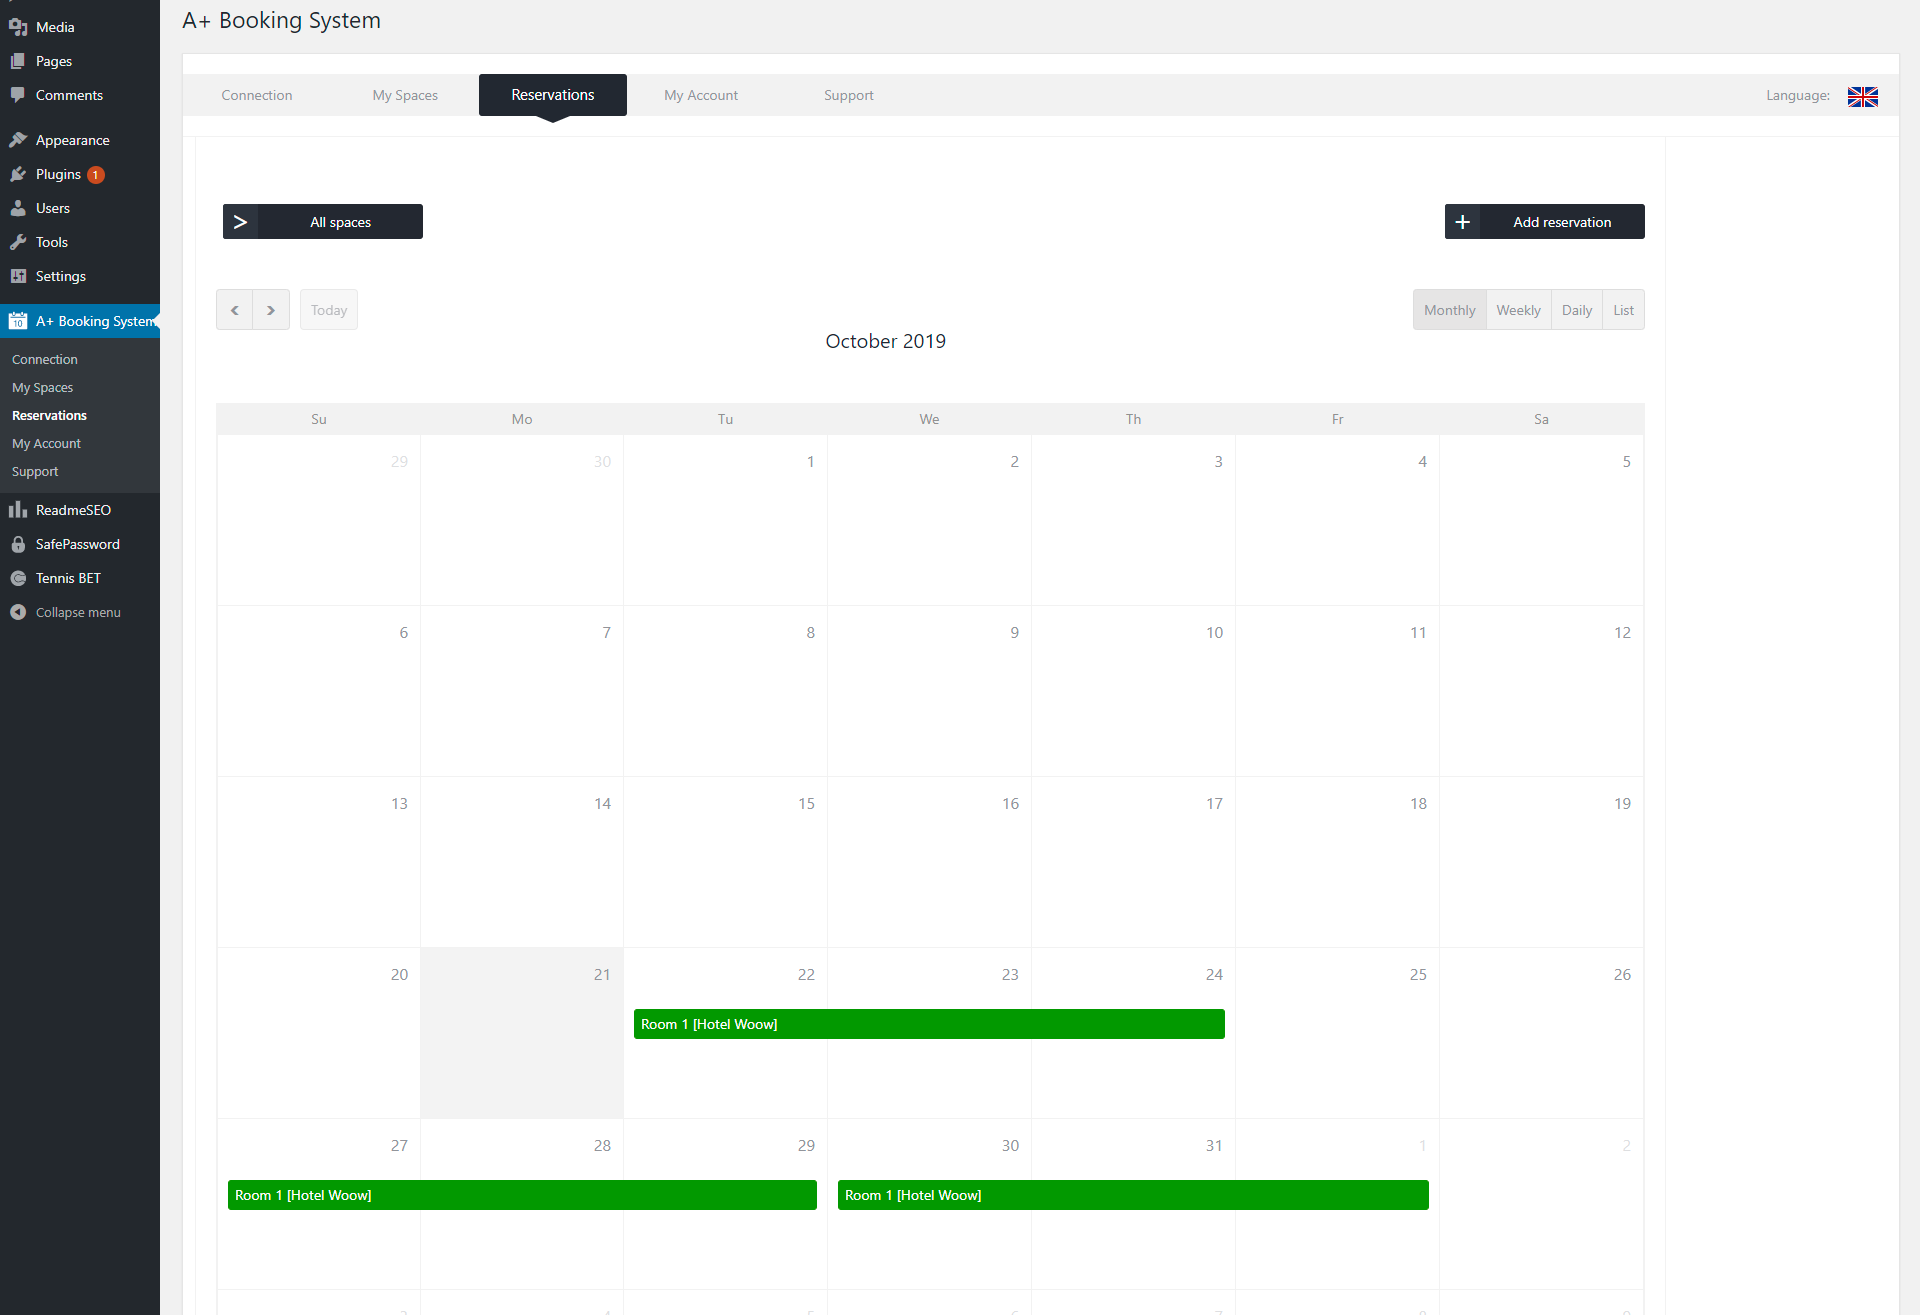 Media
Pages
Comments
Appearance
Plugins 1
Users
Tools
Settings
10 A+ Booking System
Connection
My Spaces
Reservations
My Account
Support
ReadmeSEO
SafePassword
Tennis BET
Collapse menu
A+ Booking System
Connection My Spaces Reservations My Account Support Language:
> All spaces + Add reservation
< > Today Monthly Weekly Daily List
October 2019
Su Mo Tu We Th Fr Sa
29 30 1 2 3 4 5
6 7 8 9 10 11 12
13 14 15 16 17 18 19
20 21 22 23 24 25 26
Room 1 [Hotel Woow]
27 28 29 30 31 1 2
Room 1 [Hotel Woow] Room 1 [Hotel Woow]